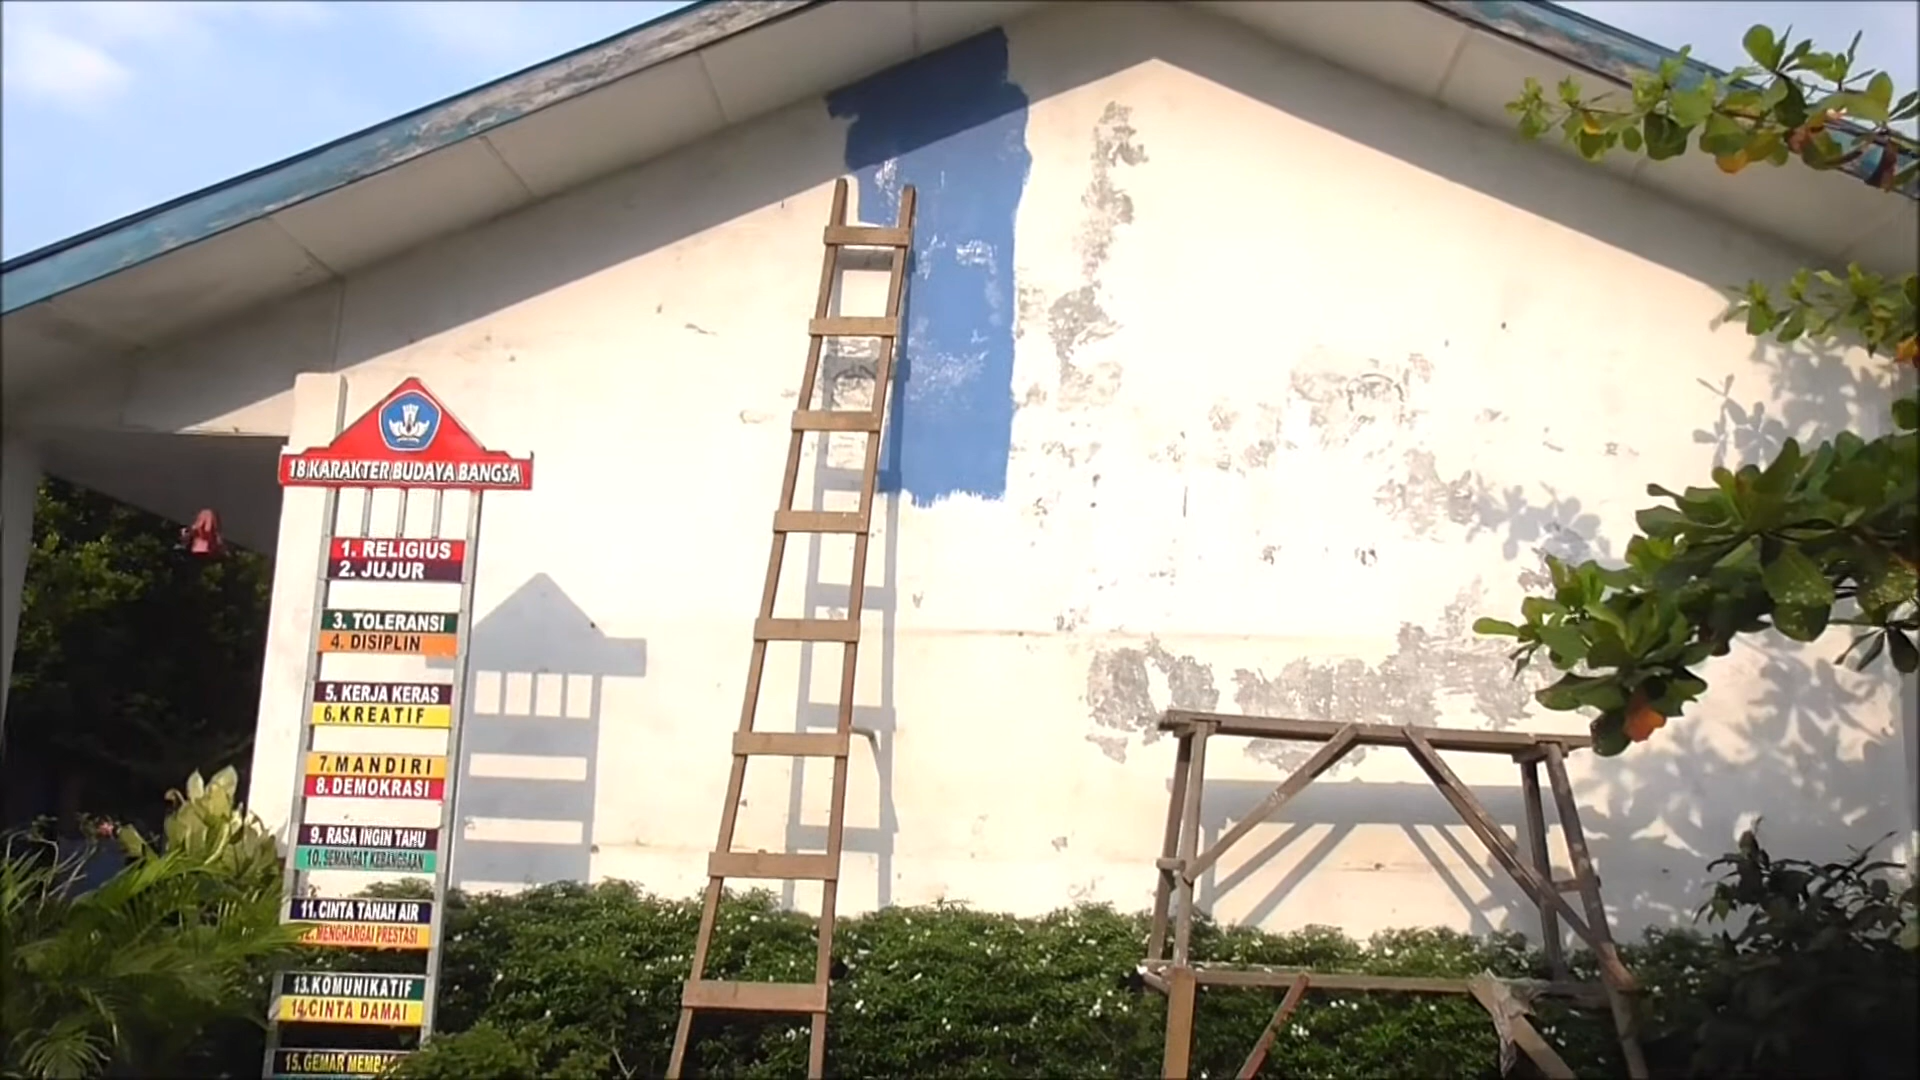 18 KARAKTER BUDAYA BANGSA
1. RELIGIUS
2. JUJUR
3. TOLERANSI
4. DISIPLIN
5. KERJA KERAS
6. KREATIF
7. MANDIRI
8. DEMOKRASI
9. RASA INGIN TAHU
10. SEMANGAT KEBANGSAAN
11. CINTA TANAH AIR
MENGHARGAI PRESTASI
13. KOMUNIKATIF
14. CINTA DAMAI
15. GEMAR